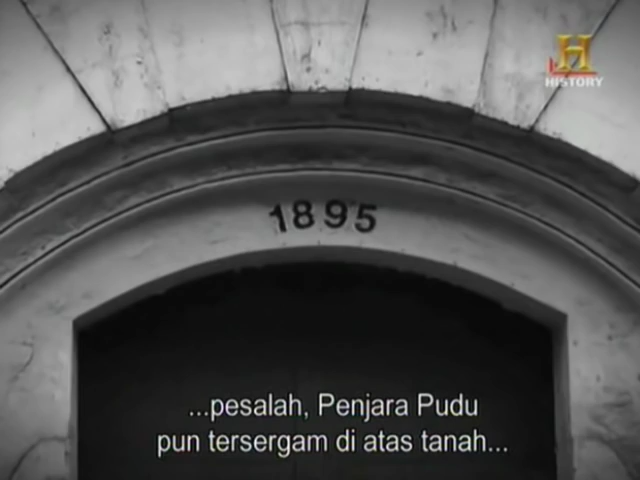 H
HISTORY
1895
...pesalah, Penjara Pudu
pun tersergam di atas tanah...